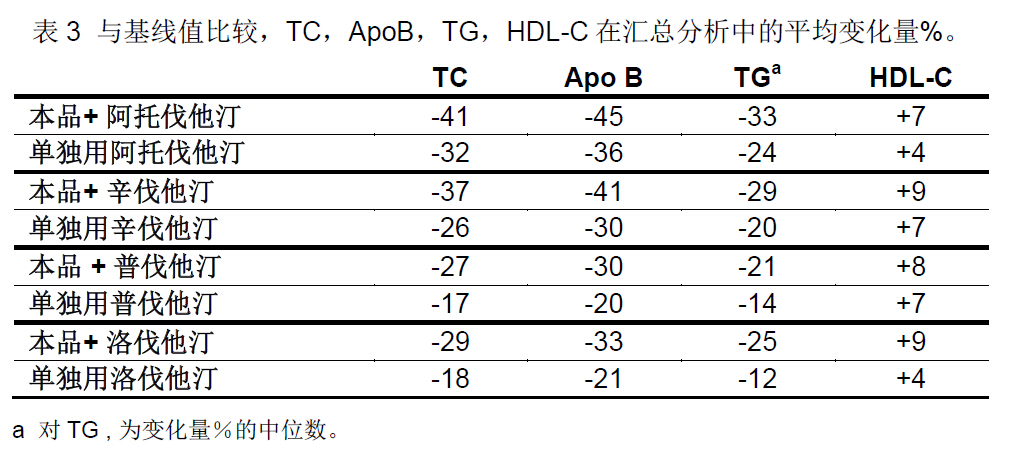 表 3 与基线值比较，TC，ApoB，TG，HDL-C 在汇总分析中的平均变化量%。
TC Apo B TGᵃ HDL-C
本品+ 阿托伐他汀 -41 -45 -33 +7
单独用阿托伐他汀 -32 -36 -24 +4
本品+ 辛伐他汀 -37 -41 -29 +9
单独用辛伐他汀 -26 -30 -20 +7
本品 + 普伐他汀 -27 -30 -21 +8
单独用普伐他汀 -17 -20 -14 +7
本品+ 洛伐他汀 -29 -33 -25 +9
单独用洛伐他汀 -18 -21 -12 +4
a 对 TG , 为变化量％的中位数。